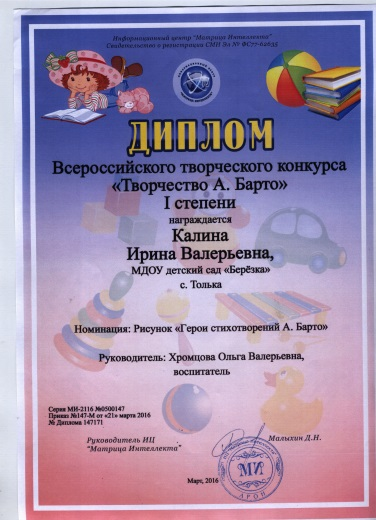 Информационный центр "Матрица Интеллекта"
Свидетельство о регистрации СМИ Эл № ФС77-62435
ДИПЛОМ
Всероссийского творческого конкурса
«Творчество А. Барто»
I степени
награждается
Калина
Ирина Валерьевна,
МДОУ детский сад «Берёзка»
с. Толька
Номинация: Рисунок «Герои стихотворений А. Барто»
Руководитель: Хромцова Ольга Валерьевна,
воспитатель
Серия МИ-2116 №0500147
Приказ №147-М от «21» марта 2016
№ Диплома 147171
Руководитель ИЦ
"Матрица Интеллекта"
Малыхин Д.Н.
МИ
Март, 2016